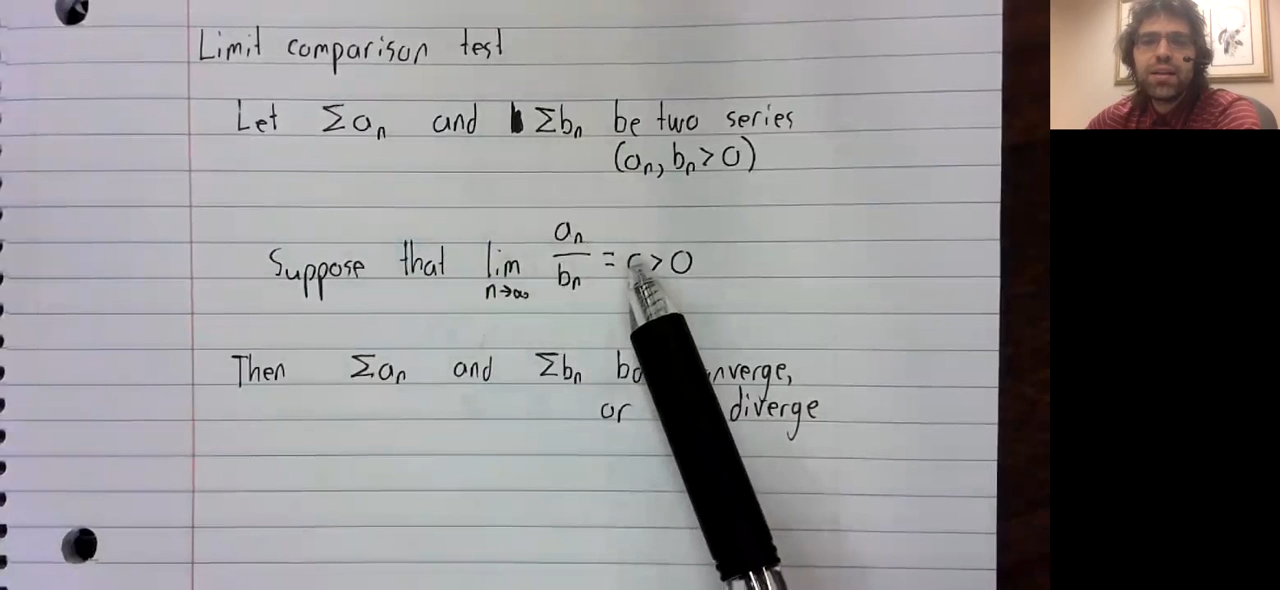 Limit comparison test
Let Σaₙ and Σbₙ be two series
(aₙ, bₙ > 0)
Suppose that lim n→∞ aₙ/bₙ = c > 0
Then Σaₙ and Σbₙ
or diverge